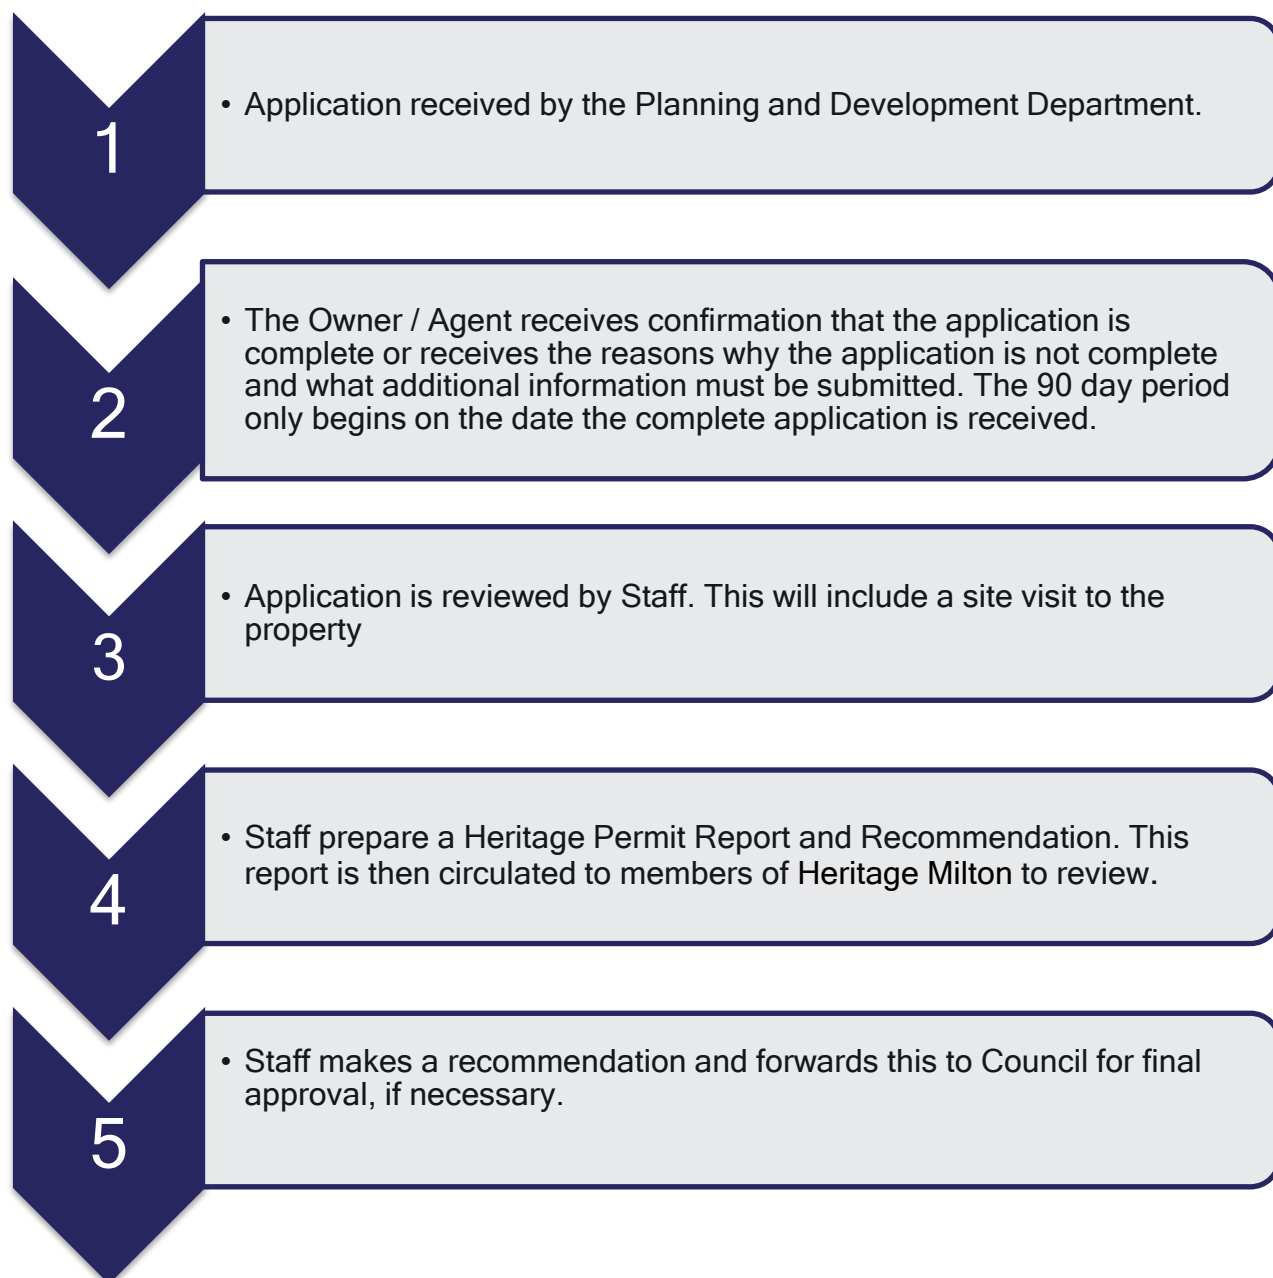 1
• Application received by the Planning and Development Department.
2
• The Owner / Agent receives confirmation that the application is
complete or receives the reasons why the application is not complete
and what additional information must be submitted. The 90 day period
only begins on the date the complete application is received.
3
• Application is reviewed by Staff. This will include a site visit to the
property
4
• Staff prepare a Heritage Permit Report and Recommendation. This
report is then circulated to members of Heritage Milton to review.
5
• Staff makes a recommendation and forwards this to Council for final
approval, if necessary.